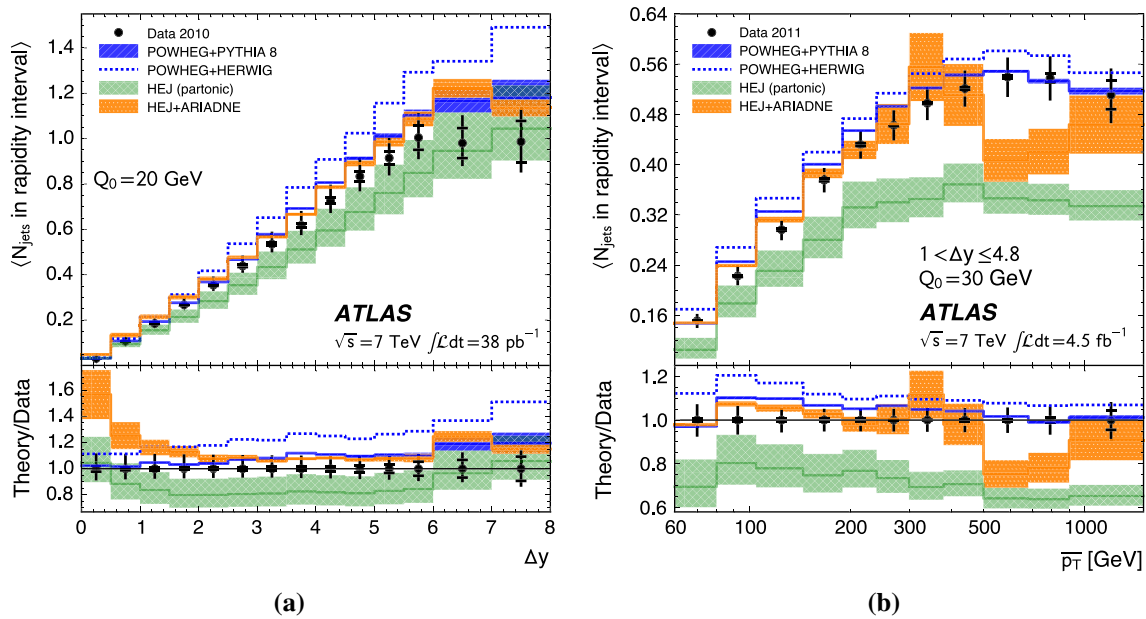 ⟨N_jets in rapidity interval⟩
1.4
1.2
1.0
0.8
0.6
0.4
0.2
Data 2010
POWHEG+PYTHIA 8
POWHEG+HERWIG
HEJ (partonic)
HEJ+ARIADNE
Q₀=20 GeV
ATLAS
√s=7 TeV ∫ℒdt=38 pb⁻¹
Theory/Data
1.6
1.4
1.2
1.0
0.8
0 1 2 3 4 5 6 7 8
Δy
(a)
⟨N_jets in rapidity interval⟩
0.64
0.56
0.48
0.40
0.32
0.24
0.16
Data 2011
POWHEG+PYTHIA 8
POWHEG+HERWIG
HEJ (partonic)
HEJ+ARIADNE
1 <Δy ≤4.8
Q₀=30 GeV
ATLAS
√s=7 TeV ∫ℒdt=4.5 fb⁻¹
Theory/Data
1.2
1.0
0.8
0.6
60 100 200 300 500 1000
p̅_T̅ [GeV]
(b)